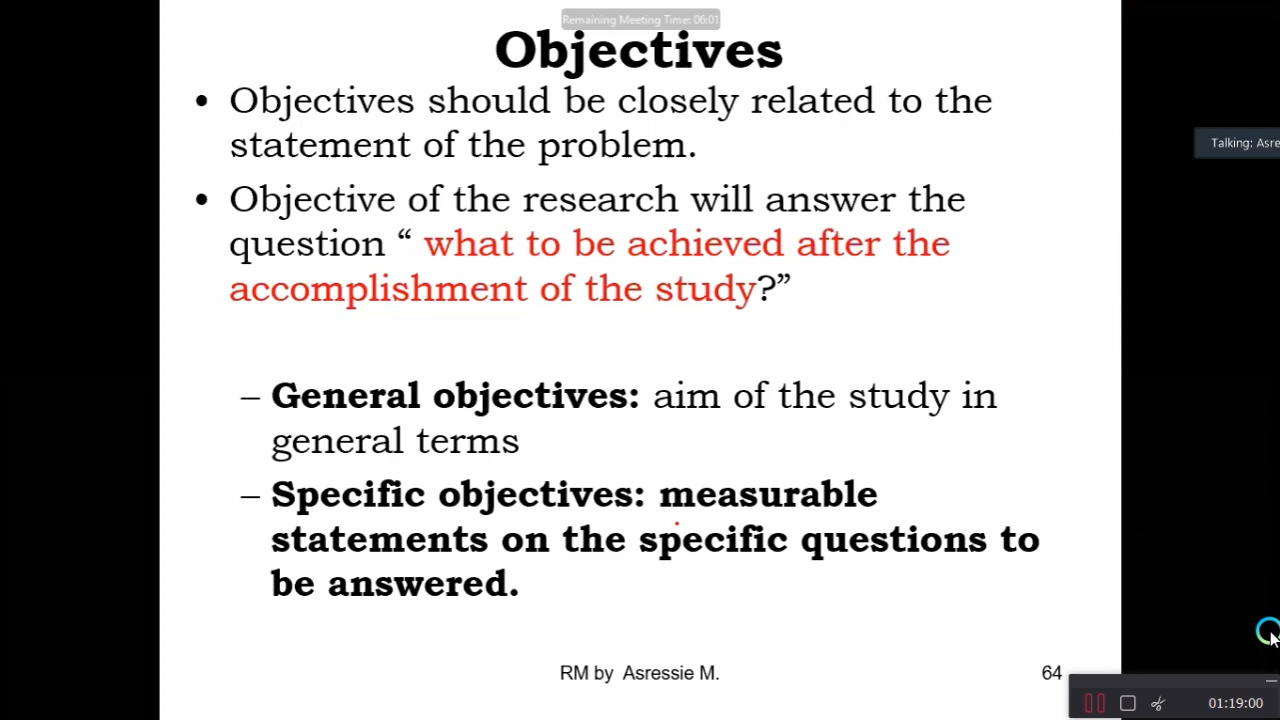 Remaining Meeting Time: 06:01
Objectives
• Objectives should be closely related to the
statement of the problem.
Talking: Asre
• Objective of the research will answer the
question “ what to be achieved after the
accomplishment of the study?”
– General objectives: aim of the study in
general terms
– Specific objectives: measurable
statements on the specific questions to
be answered.
RM by Asressie M.
64
01:19:00